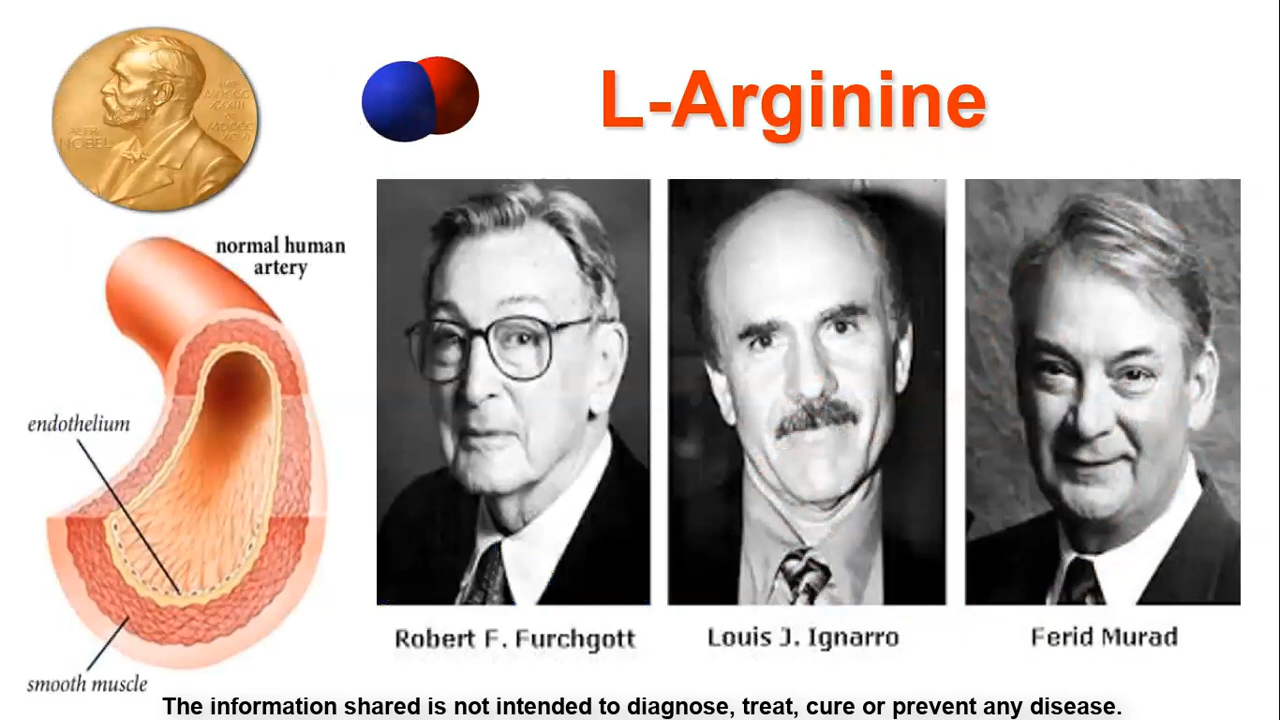 L-Arginine
normal human
artery
endothelium
smooth muscle
Robert F. Furchgott
Louis J. Ignarro
Ferid Murad
The information shared is not intended to diagnose, treat, cure or prevent any disease.